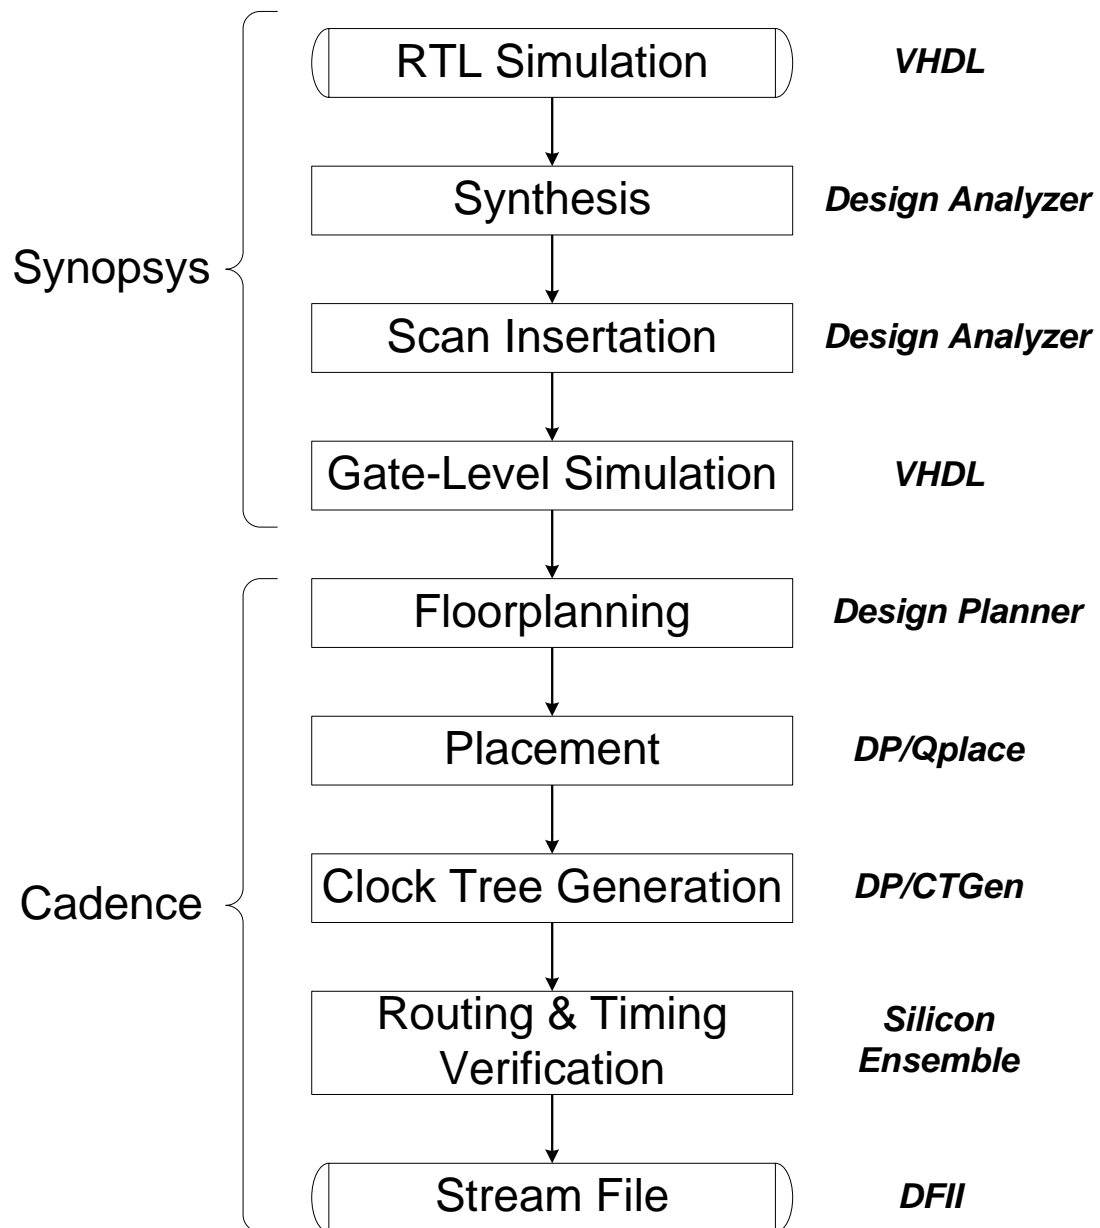 RTL Simulation
VHDL
Synthesis
Design Analyzer
Synopsys
Scan Insertation
Design Analyzer
Gate-Level Simulation
VHDL
Floorplanning
Design Planner
Placement
DP/Qplace
Cadence
Clock Tree Generation
DP/CTGen
Routing & Timing
Verification
Silicon
Ensemble
Stream File
DFII